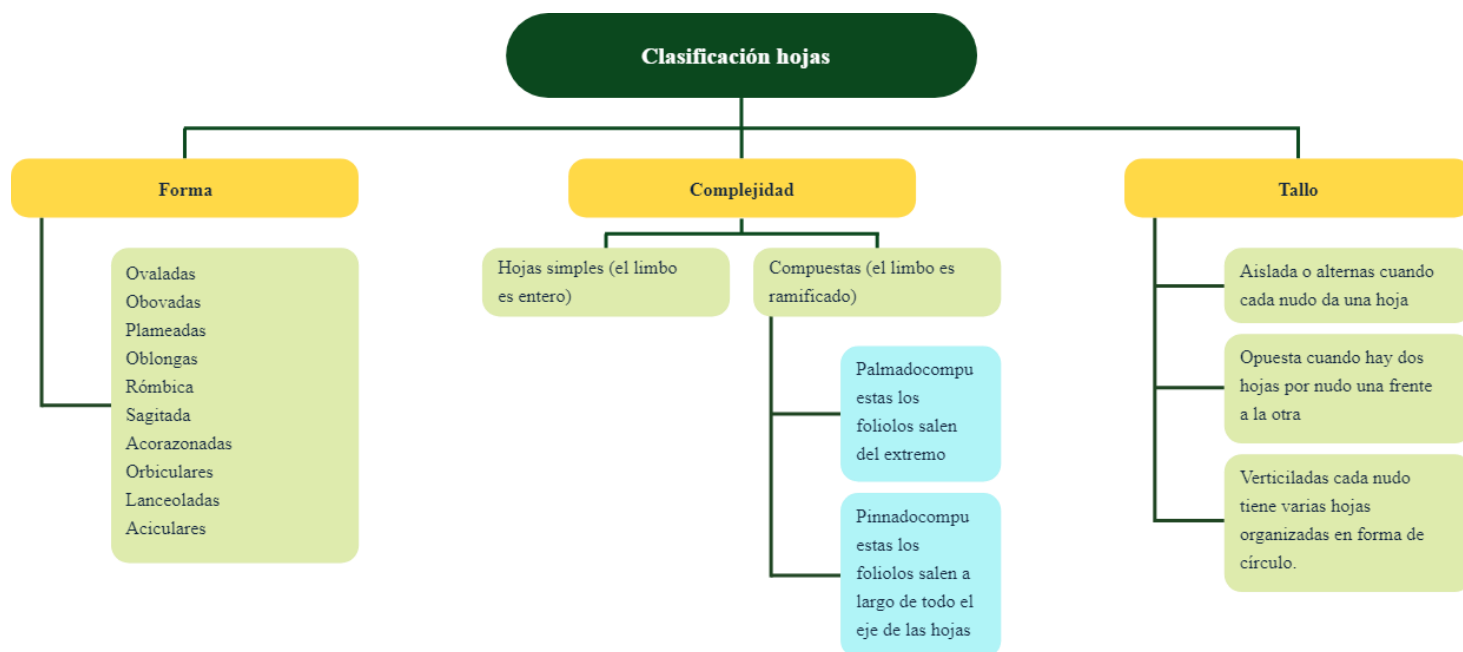 Clasificación hojas
Forma
Ovaladas
Obovadas
Plameadas
Oblongas
Rómbica
Sagitada
Acorazonadas
Orbiculares
Lanceoladas
Aciculares
Complejidad
Hojas simples (el limbo
es entero)
Compuestas (el limbo es
ramificado)
Palmadocompu
estas los
foliolos salen
del extremo
Pinnadocompu
estas los
foliolos salen a
largo de todo el
eje de las hojas
Tallo
Aislada o alternas cuando
cada nudo da una hoja
Opuesta cuando hay dos
hojas por nudo una frente
a la otra
Verticiladas cada nudo
tiene varias hojas
organizadas en forma de
círculo.